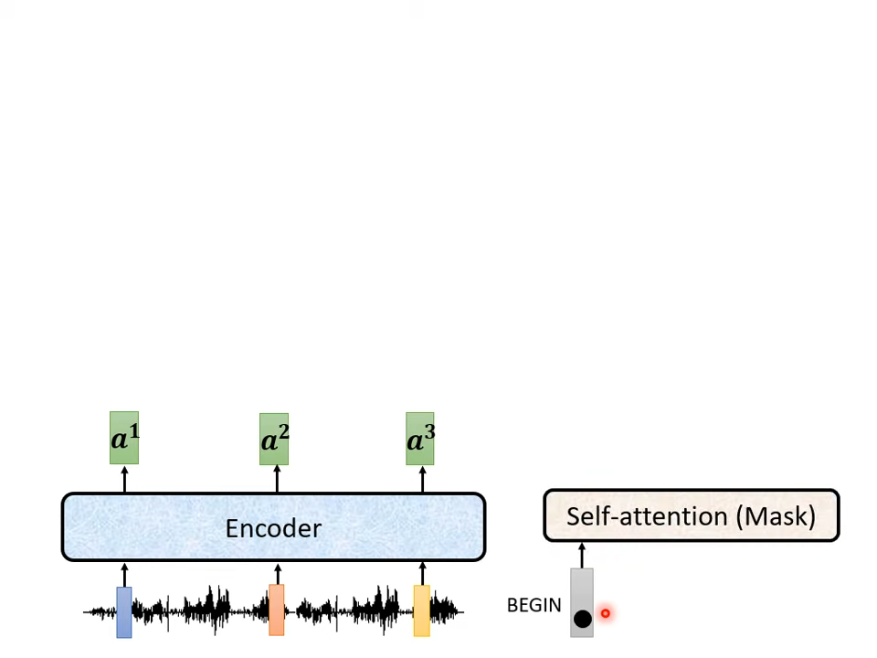 a¹
a²
a³
Encoder
Self-attention (Mask)
BEGIN